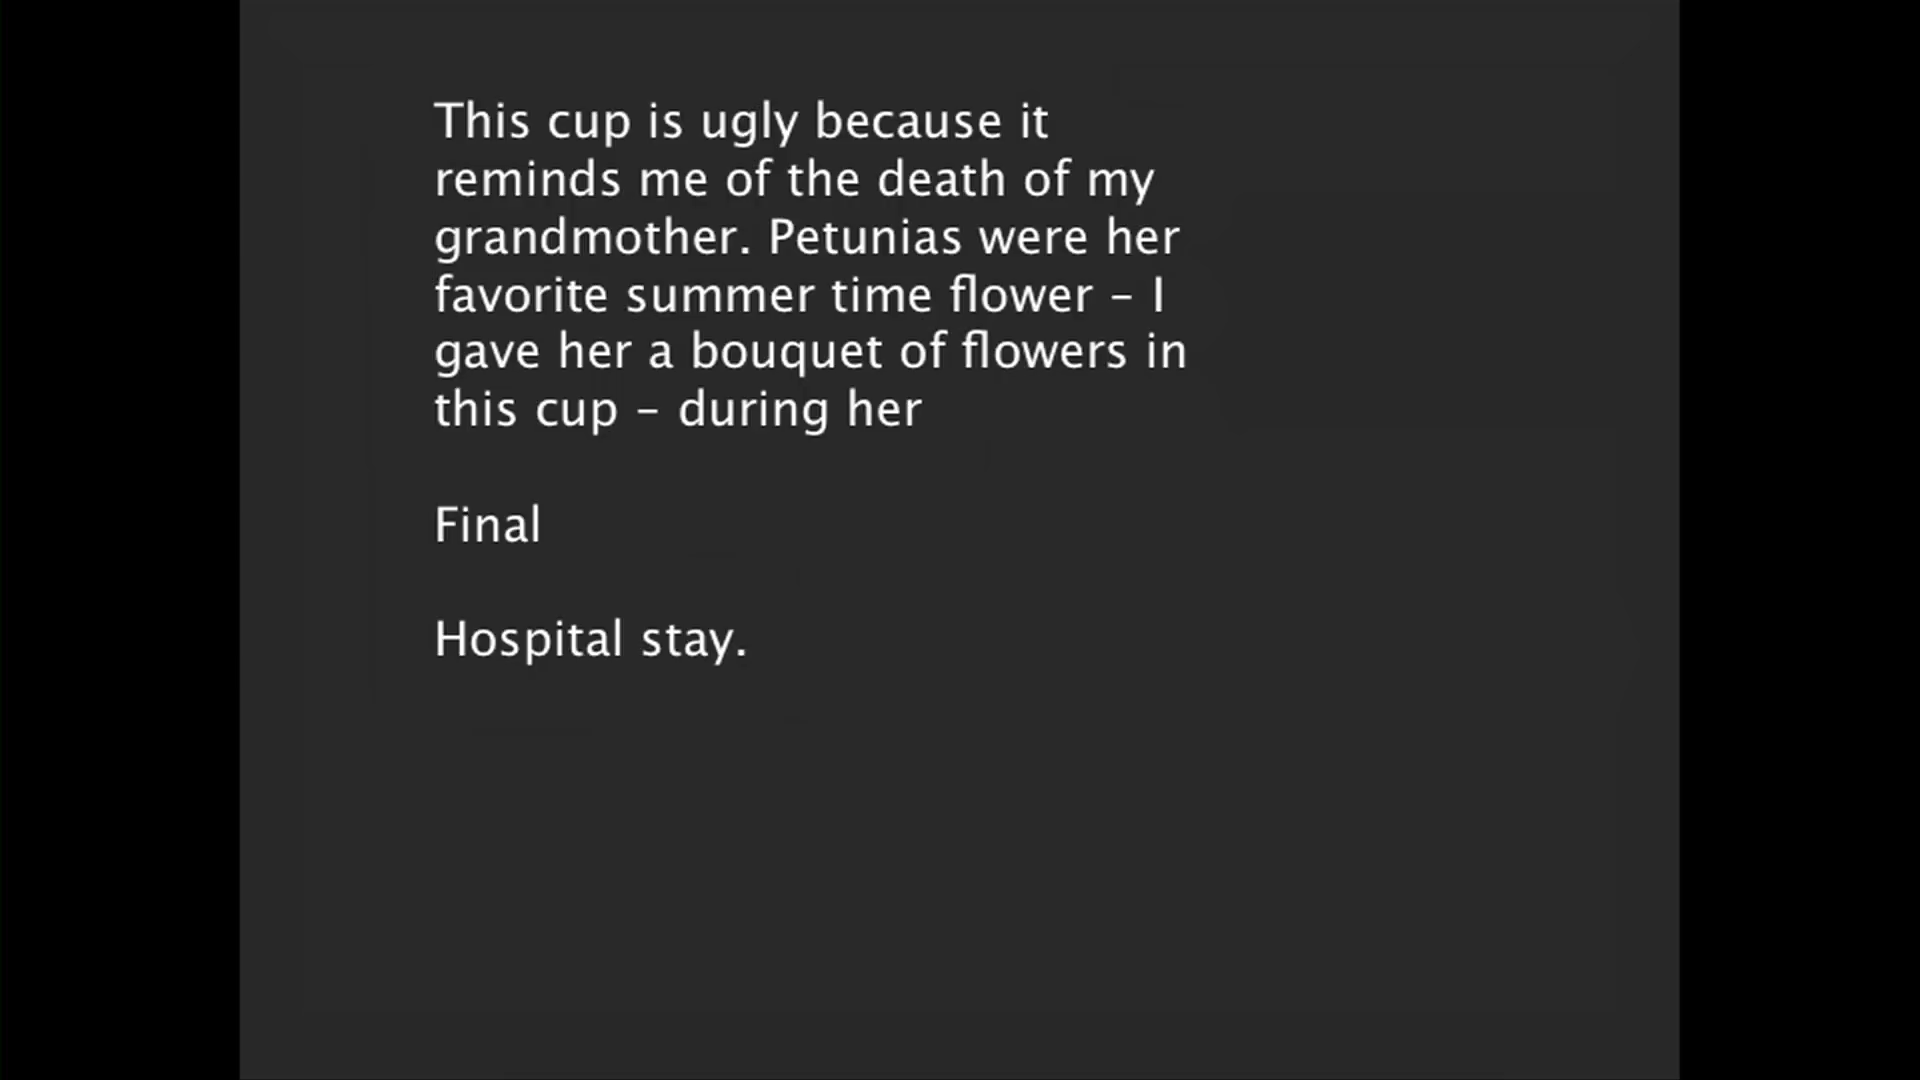 This cup is ugly because it
reminds me of the death of my
grandmother. Petunias were her
favorite summer time flower – I
gave her a bouquet of flowers in
this cup – during her
Final
Hospital stay.